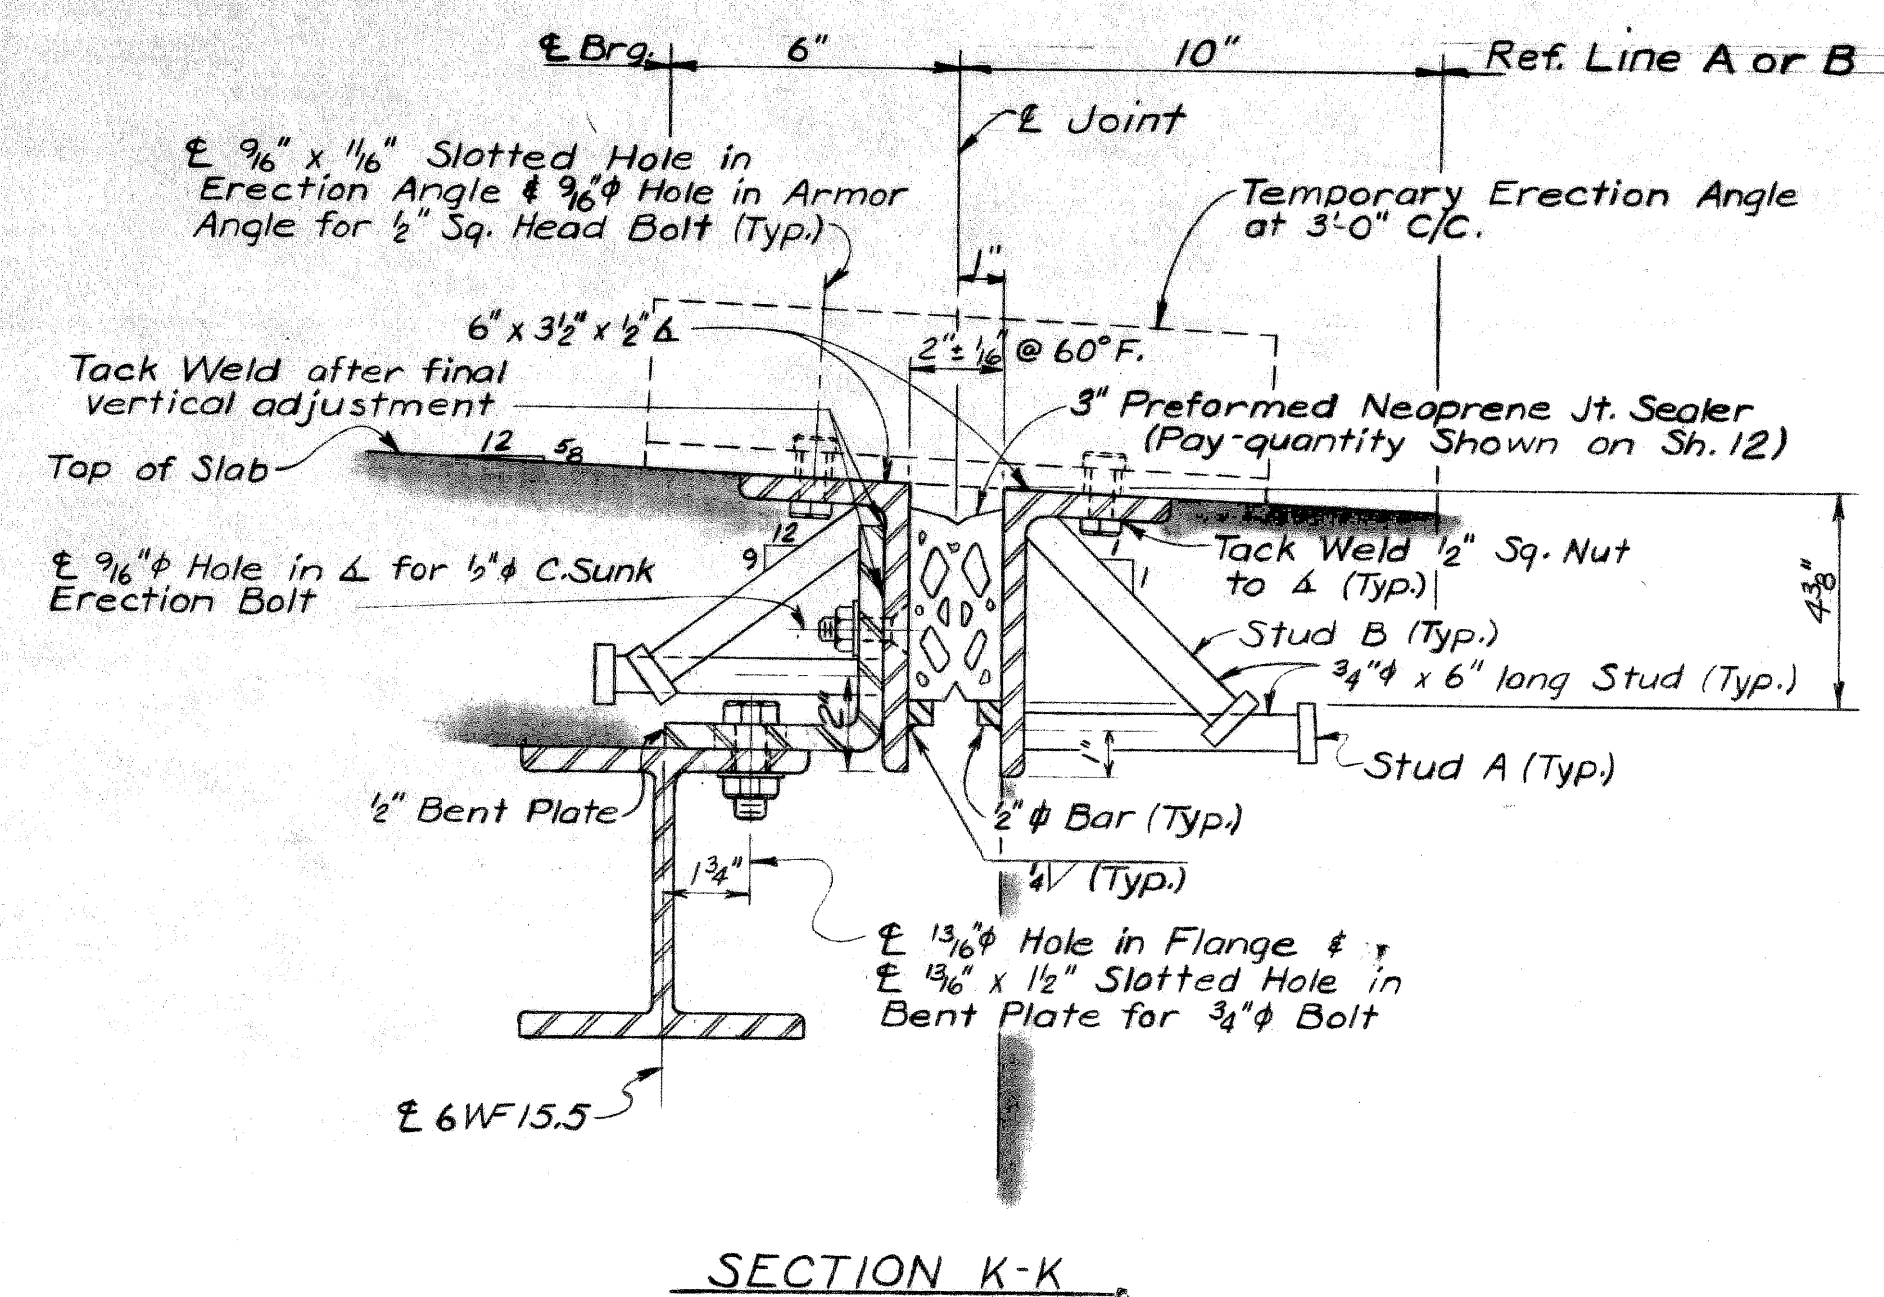 ℄ Brg.
6"
10"
Ref. Line A or B
℄ Joint
℄ 9/16" x 11/16" Slotted Hole in
Erection Angle & 9/16"φ Hole in Armor
Angle for 1/2" Sq. Head Bolt (Typ.)
Temporary Erection Angle
at 3'-0" C/C.
1"
6" x 3 1/2" x 1/2" ∡
2" ± 1/16" @ 60° F.
Tack Weld after final
vertical adjustment
3" Preformed Neoprene Jt. Sealer
(Pay-quantity Shown on Sh. 12)
12
5/8
Top of Slab
12
9
1
1
Tack Weld 1/2" Sq. Nut
to ∡ (Typ.)
℄ 9/16"φ Hole in ∡ for 1/2"φ C.Sunk
Erection Bolt
4 3/8"
Stud B (Typ.)
3/4"φ x 6" long Stud (Typ.)
2"
1"
Stud A (Typ.)
1/2" Bent Plate
1/2" φ Bar (Typ.)
1/4 (Typ.)
1 3/4"
℄ 13/16"φ Hole in Flange &
℄ 13/16" x 1 1/2" Slotted Hole in
Bent Plate for 3/4"φ Bolt
℄ 6 WF 15.5
SECTION K-K